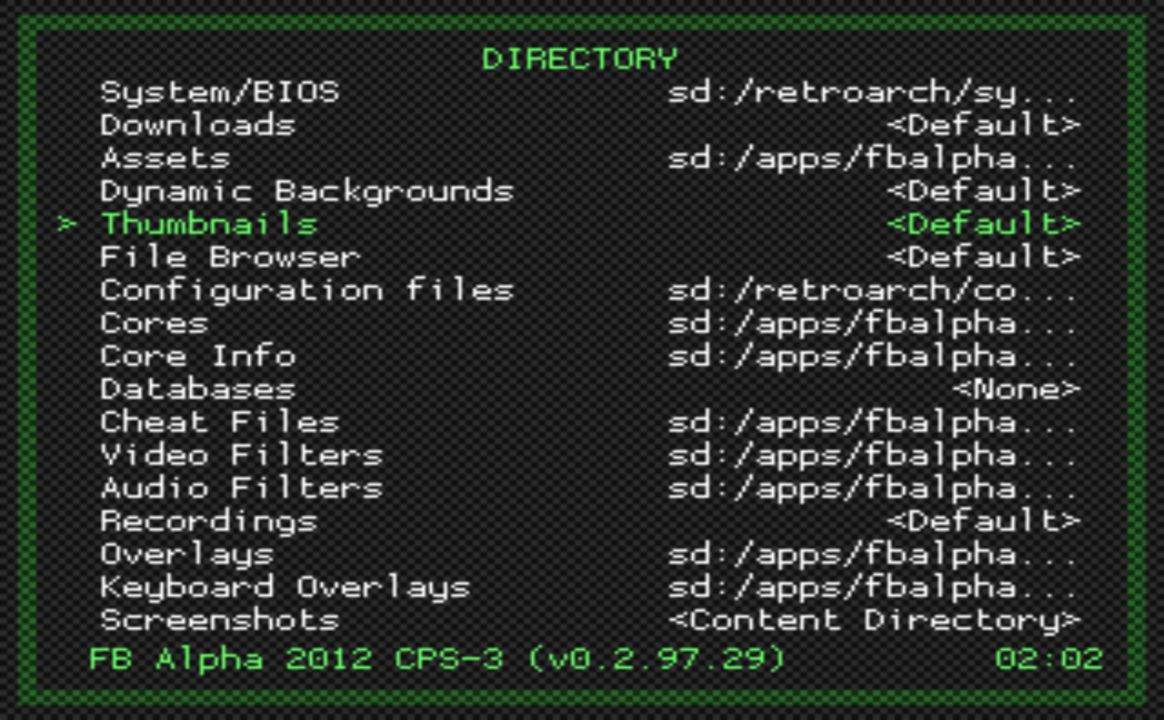 DIRECTORY
System/BIOS sd:/retroarch/sy...
Downloads <Default>
Assets sd:/apps/fbalpha...
Dynamic Backgrounds <Default>
> Thumbnails <Default>
File Browser <Default>
Configuration files sd:/retroarch/co...
Cores sd:/apps/fbalpha...
Core Info sd:/apps/fbalpha...
Databases <None>
Cheat Files sd:/apps/fbalpha...
Video Filters sd:/apps/fbalpha...
Audio Filters sd:/apps/fbalpha...
Recordings <Default>
Overlays sd:/apps/fbalpha...
Keyboard Overlays sd:/apps/fbalpha...
Screenshots <Content Directory>
FB Alpha 2012 CPS-3 (v0.2.97.29) 02:02